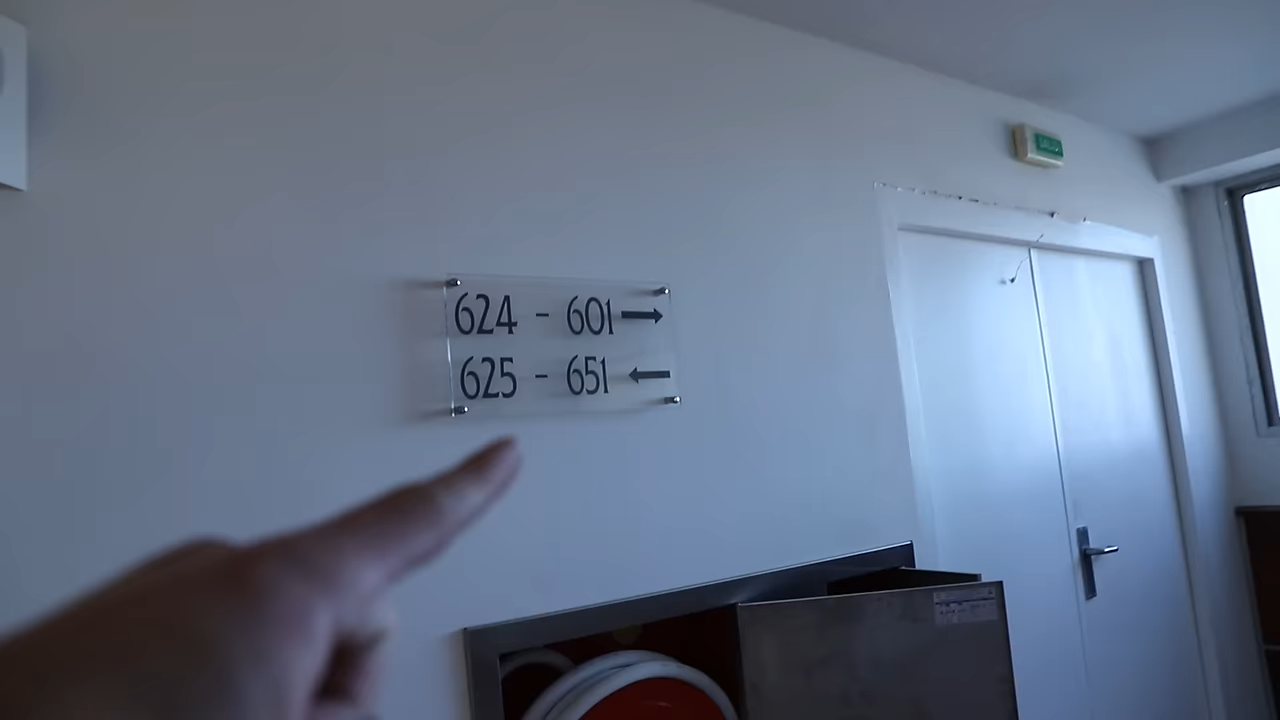 624 - 601 →
625 - 651 ←